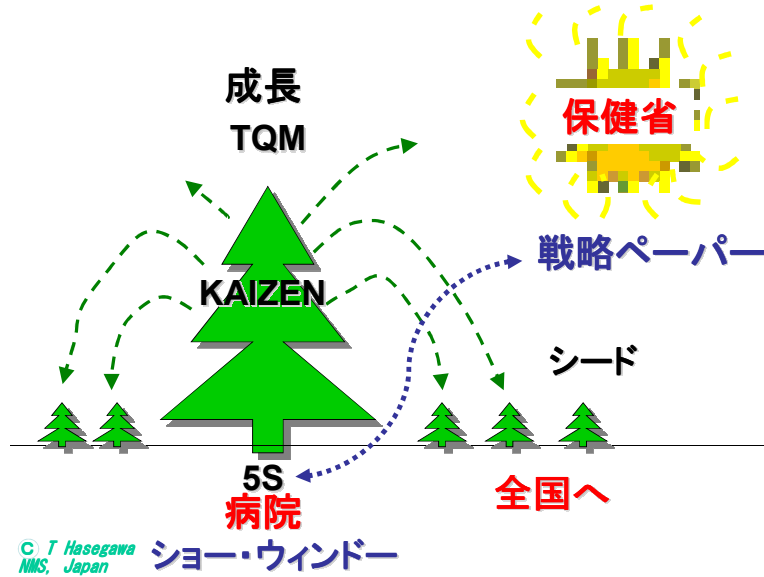 成長
TQM
保健省
戦略ペーパー
KAIZEN
シード
5S
病院
全国へ
ショー・ウィンドー
© T Hasegawa
NMS, Japan